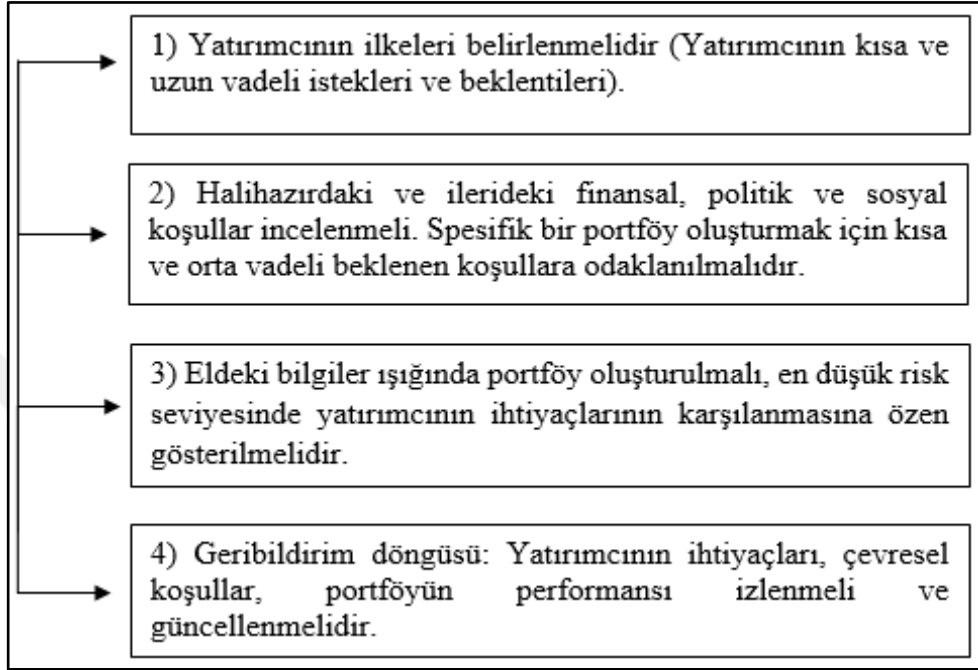 1) Yatırımcının ilkeleri belirlenmelidir (Yatırımcının kısa ve
uzun vadeli istekleri ve beklentileri).
2) Halihazırdaki ve ilerideki finansal, politik ve sosyal
koşullar incelenmeli. Spesifik bir portföy oluşturmak için kısa
ve orta vadeli beklenen koşullara odaklanılmalıdır.
3) Eldeki bilgiler ışığında portföy oluşturulmalı, en düşük risk
seviyesinde yatırımcının ihtiyaçlarının karşılanmasına özen
gösterilmelidir.
4) Geribildirim döngüsü: Yatırımcının ihtiyaçları, çevresel
koşullar, portföyün performansı izlenmeli ve
güncellenmelidir.